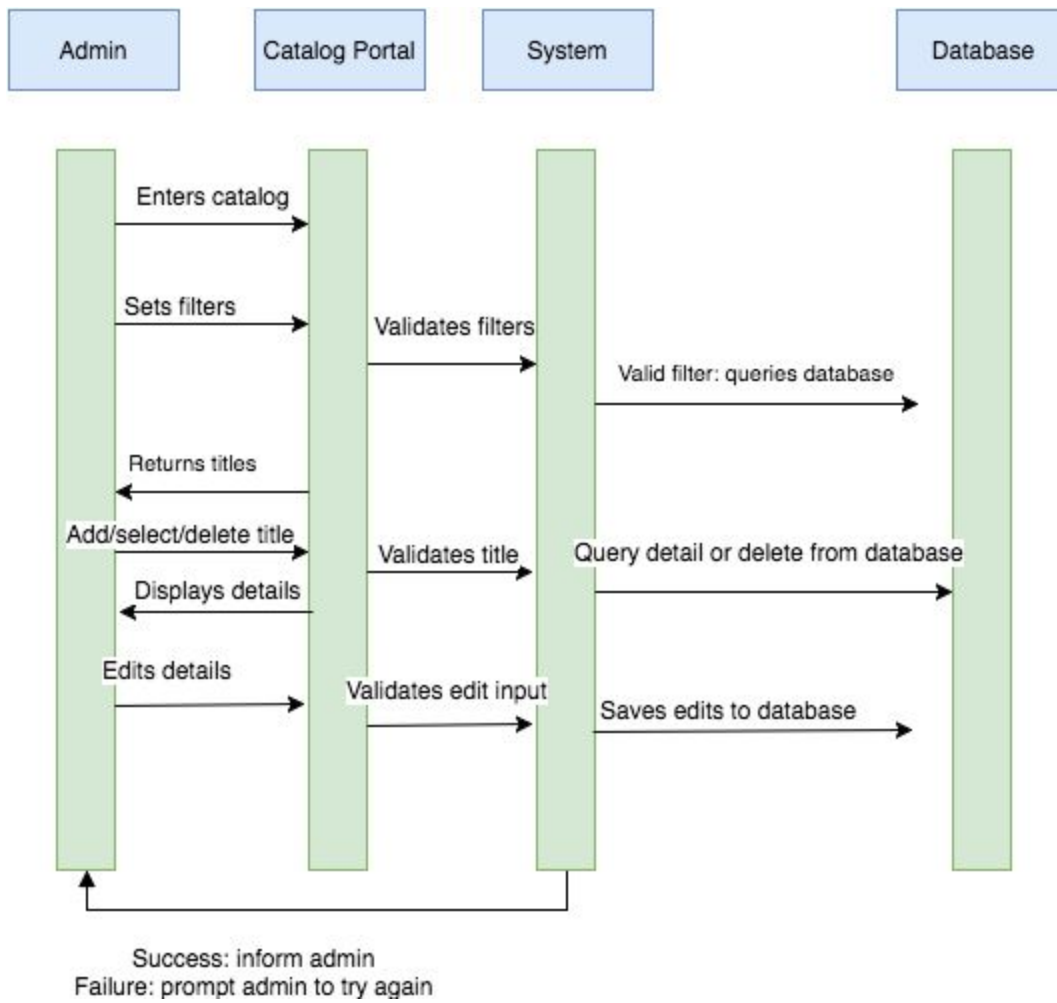 Admin
Catalog Portal
System
Database
Enters catalog
Sets filters
Validates filters
Valid filter: queries database
Returns titles
Add/select/delete title
Validates title
Query detail or delete from database
Displays details
Edits details
Validates edit input
Saves edits to database
Success: inform admin
Failure: prompt admin to try again